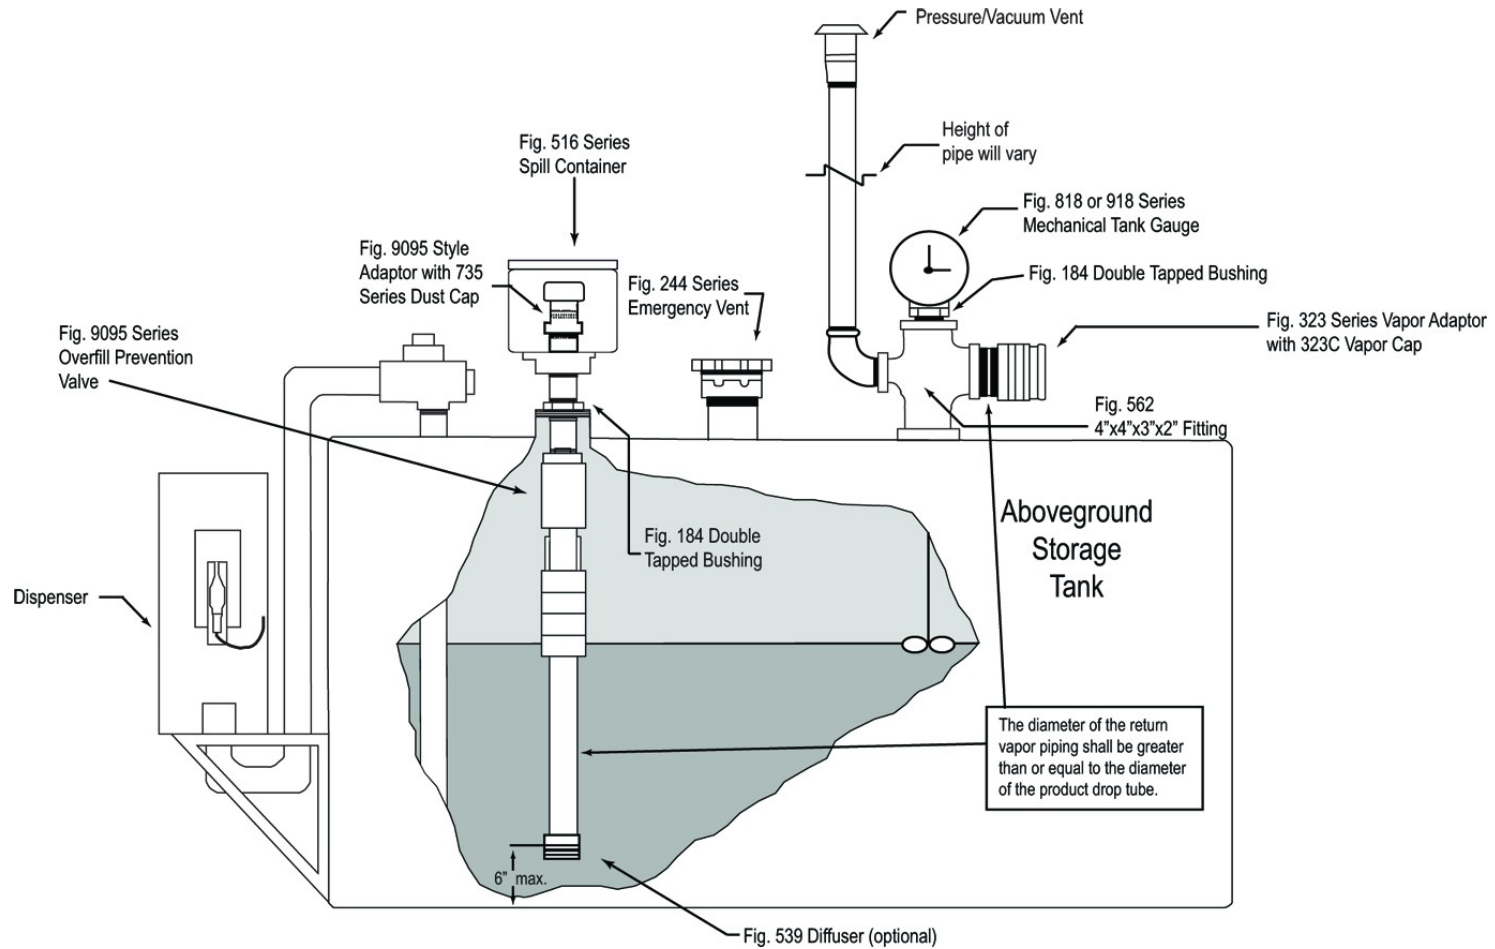 Pressure/Vacuum Vent
Height of
pipe will vary
Fig. 516 Series
Spill Container
Fig. 818 or 918 Series
Mechanical Tank Gauge
Fig. 9095 Style
Adaptor with 735
Series Dust Cap
Fig. 244 Series
Emergency Vent
Fig. 184 Double Tapped Bushing
Fig. 9095 Series
Overfill Prevention
Valve
Fig. 323 Series Vapor Adaptor
with 323C Vapor Cap
Fig. 562
4"x4"x3"x2" Fitting
Aboveground
Storage
Tank
Fig. 184 Double
Tapped Bushing
Dispenser
The diameter of the return
vapor piping shall be greater
than or equal to the diameter
of the product drop tube.
6" max.
Fig. 539 Diffuser (optional)